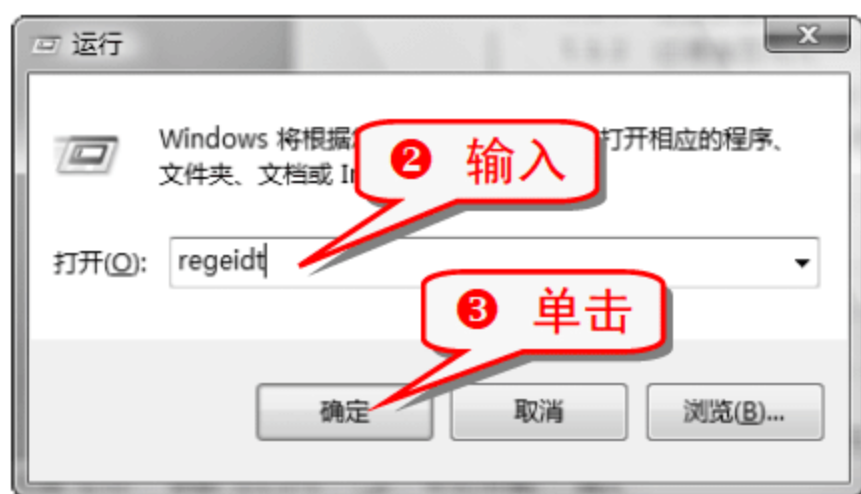 运行
Windows 将根据
打开相应的程序、
文件夹、文档或 I
❷ 输入
打开(O): regeidt
❸ 单击
确定
取消
浏览(B)...